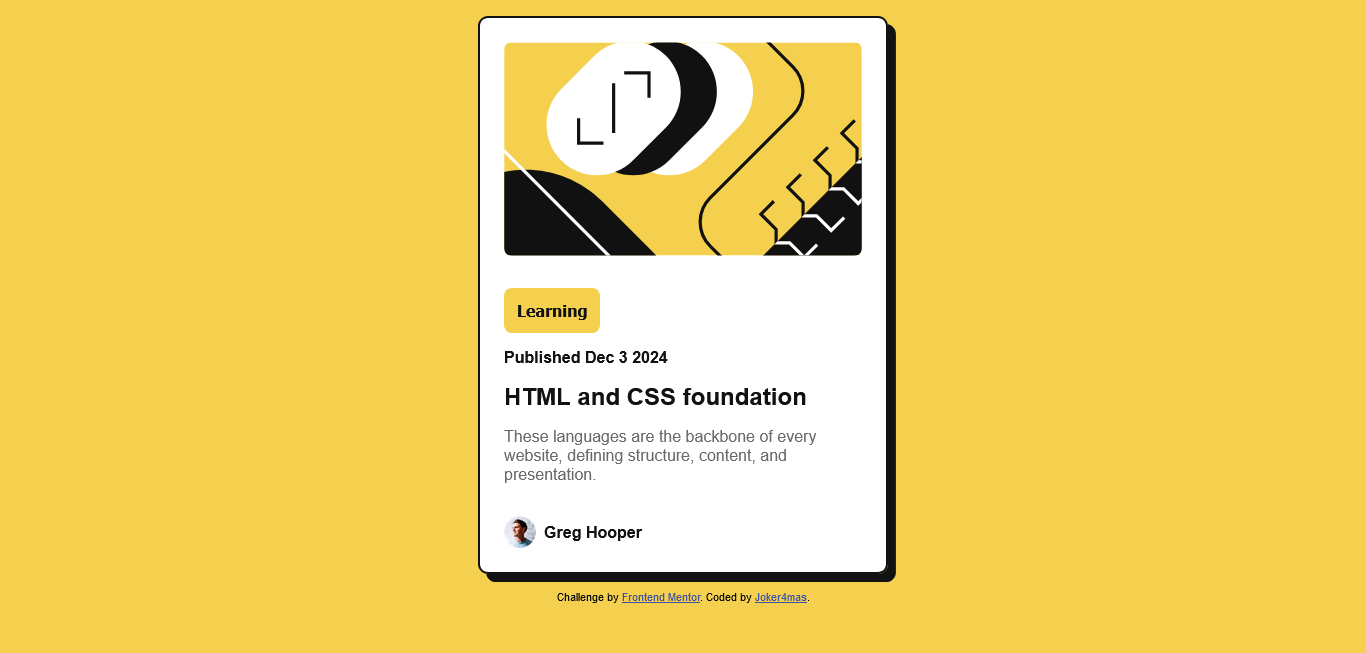 Learning
Published Dec 3 2024
HTML and CSS foundation
These languages are the backbone of every
website, defining structure, content, and
presentation.
Greg Hooper
Challenge by Frontend Mentor. Coded by Joker4mas.